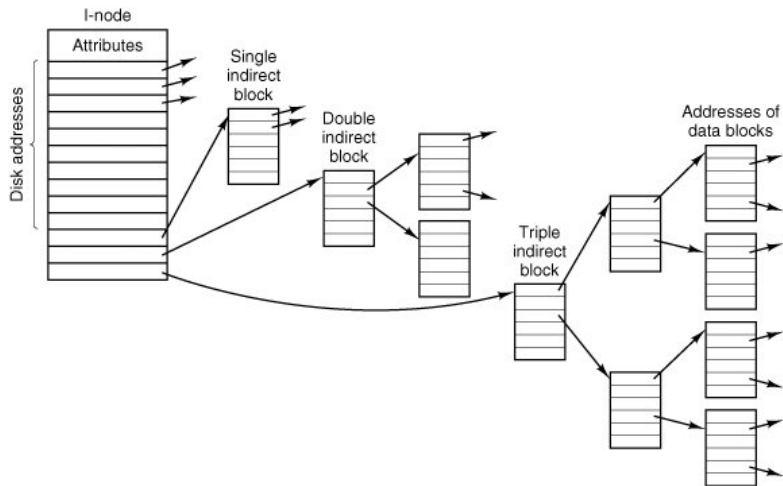 I-node
Attributes
Disk addresses
Single
indirect
block
Double
indirect
block
Triple
indirect
block
Addresses of
data blocks